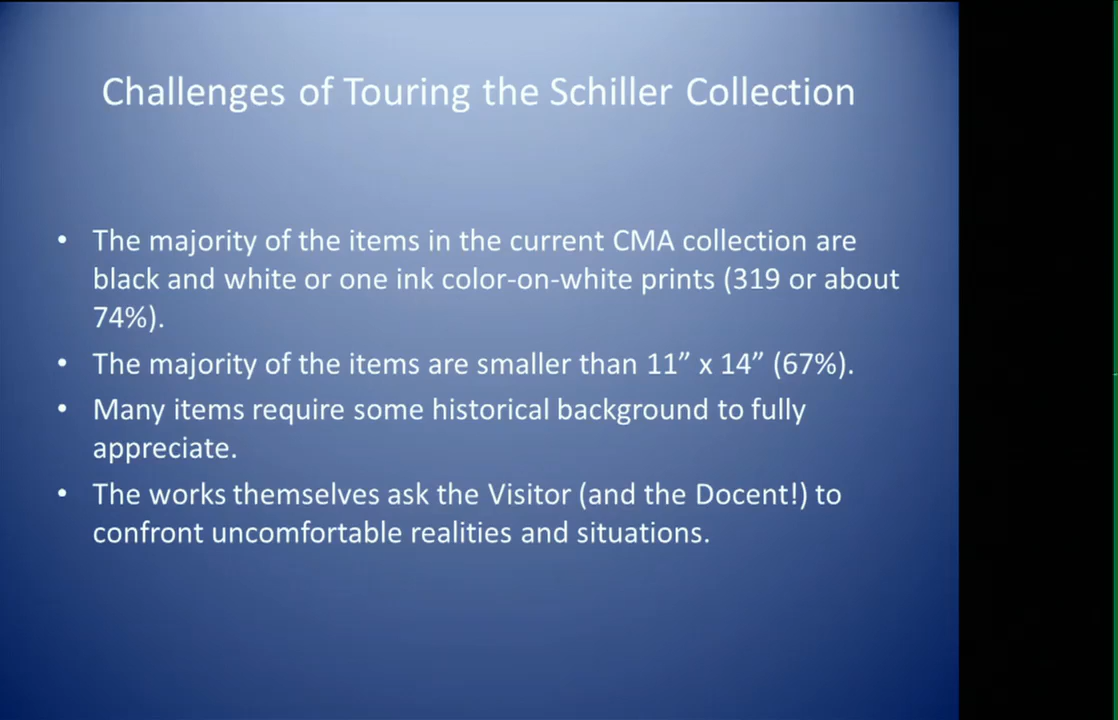 Challenges of Touring the Schiller Collection
• The majority of the items in the current CMA collection are
black and white or one ink color-on-white prints (319 or about
74%).
• The majority of the items are smaller than 11” x 14” (67%).
• Many items require some historical background to fully
appreciate.
• The works themselves ask the Visitor (and the Docent!) to
confront uncomfortable realities and situations.